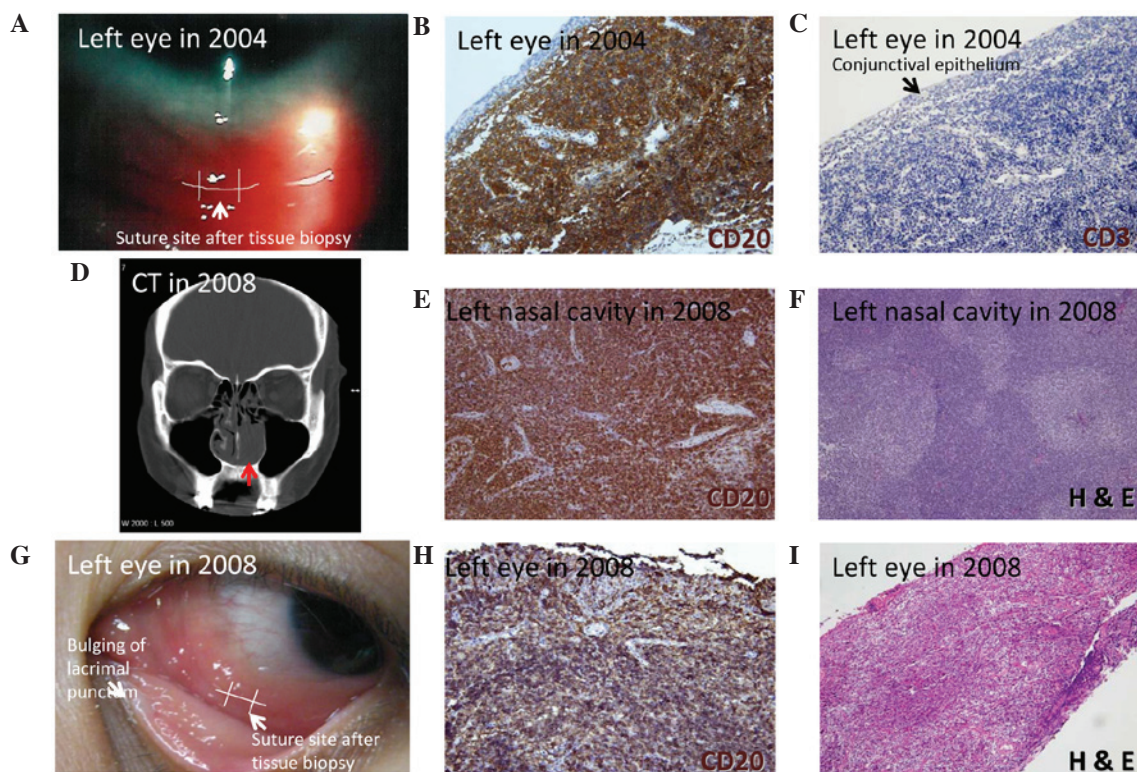 A
Left eye in 2004
Suture site after tissue biopsy
B
Left eye in 2004
CD20
C
Left eye in 2004
Conjunctival epithelium
CD3
D
7
CT in 2008
W 2000 : L 500
E
Left nasal cavity in 2008
CD20
F
Left nasal cavity in 2008
H & E
G
Left eye in 2008
Bulging of
lacrimal
punctum
Suture site after
tissue biopsy
H
Left eye in 2008
CD20
I
Left eye in 2008
H & E